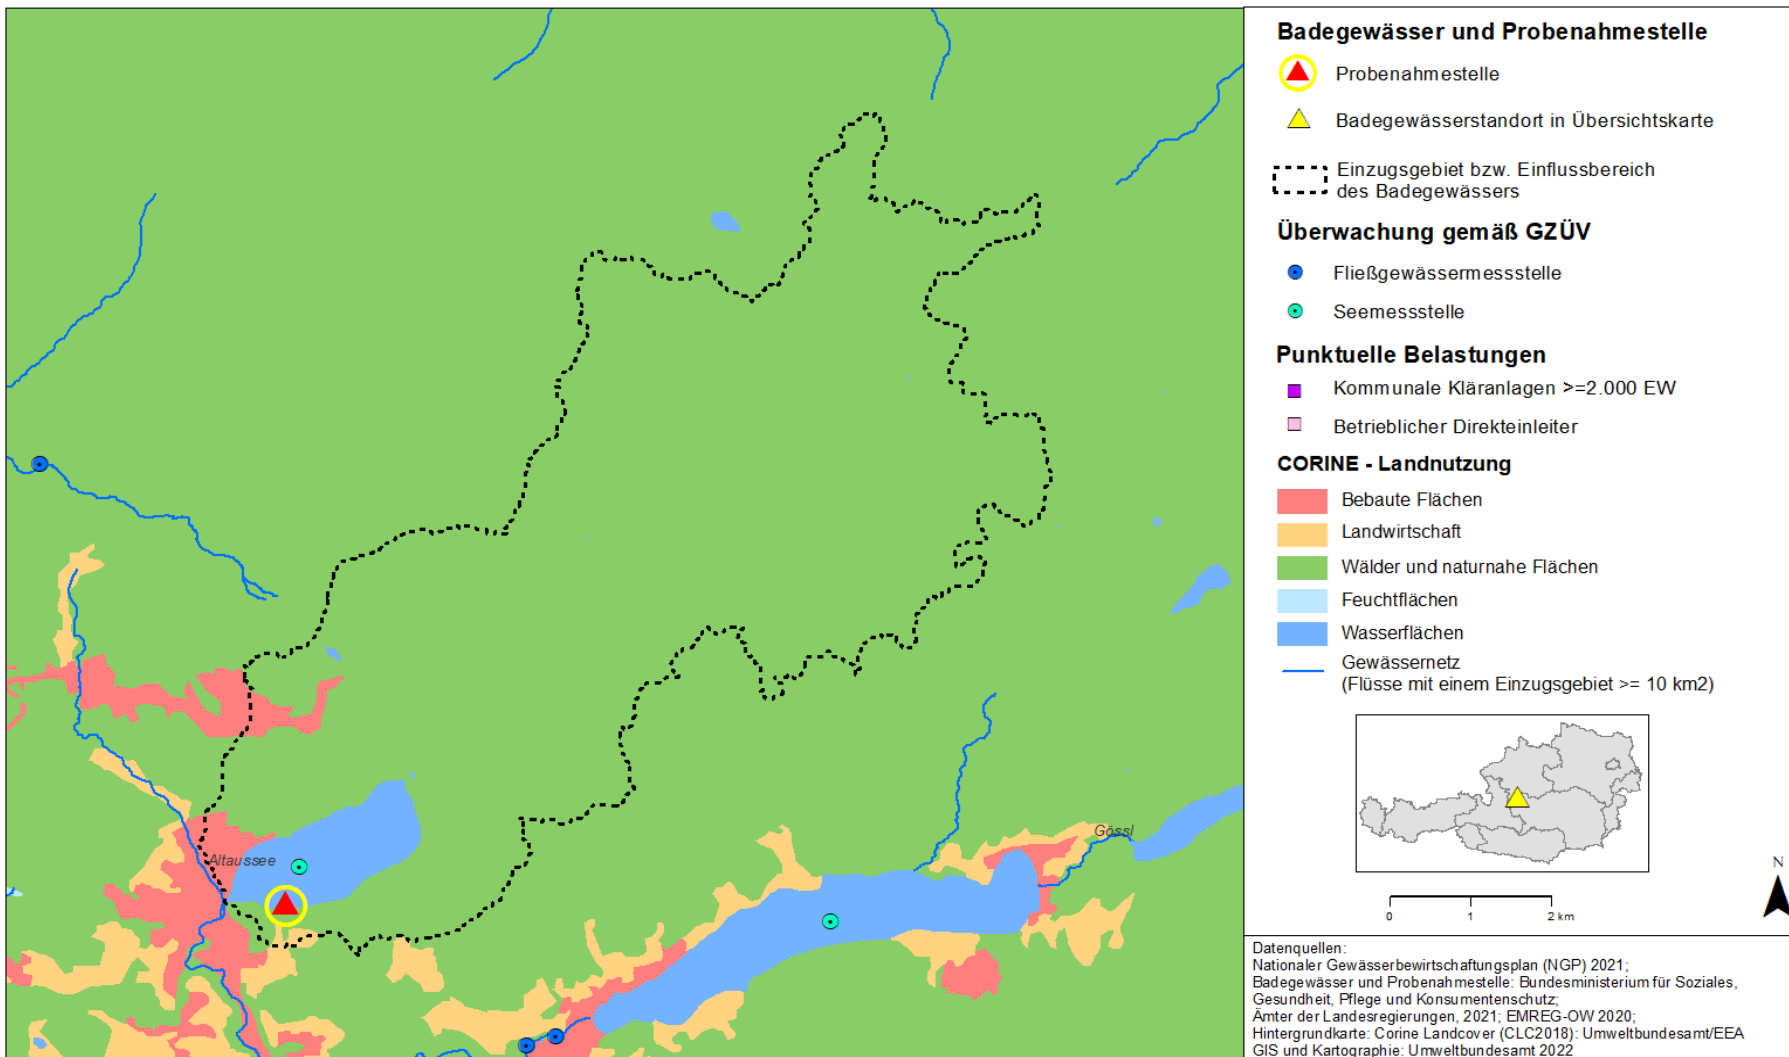 Badegewässer und Probenahmestelle
Probenahmestelle
Badegewässerstandort in Übersichtskarte
Einzugsgebiet bzw. Einflussbereich
des Badegewässers
Überwachung gemäß GZÜV
Fließgewässermessstelle
Seemessstelle
Punktuelle Belastungen
Kommunale Kläranlagen >=2.000 EW
Betrieblicher Direkteinleiter
CORINE - Landnutzung
Bebaute Flächen
Landwirtschaft
Wälder und naturnahe Flächen
Feuchtflächen
Wasserflächen
Gewässernetz
(Flüsse mit einem Einzugsgebiet >= 10 km2)
Altaussee
Gössl
N
0 1 2 km
Datenquellen:
Nationaler Gewässerbewirtschaftungsplan (NGP) 2021;
Badegewässer und Probenahmestelle: Bundesministerium für Soziales,
Gesundheit, Pflege und Konsumentenschutz;
Ämter der Landesregierungen, 2021; EMREG-OW 2020;
Hintergrundkarte: Corine Landcover (CLC2018): Umweltbundesamt/EEA
GIS und Kartographie: Umweltbundesamt 2022